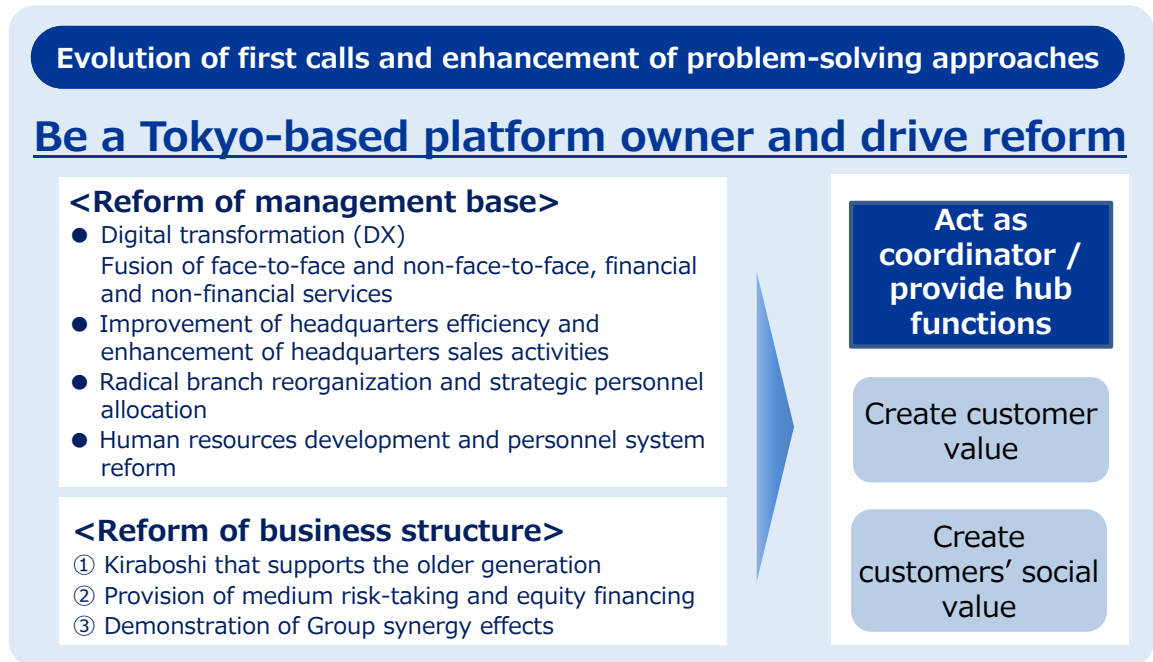 Evolution of first calls and enhancement of problem-solving approaches
Be a Tokyo-based platform owner and drive reform
<Reform of management base>
● Digital transformation (DX)
Fusion of face-to-face and non-face-to-face, financial
and non-financial services
● Improvement of headquarters efficiency and
enhancement of headquarters sales activities
● Radical branch reorganization and strategic personnel
allocation
● Human resources development and personnel system
reform
<Reform of business structure>
① Kiraboshi that supports the older generation
② Provision of medium risk-taking and equity financing
③ Demonstration of Group synergy effects
Act as
coordinator /
provide hub
functions
Create customer
value
Create
customers’ social
value